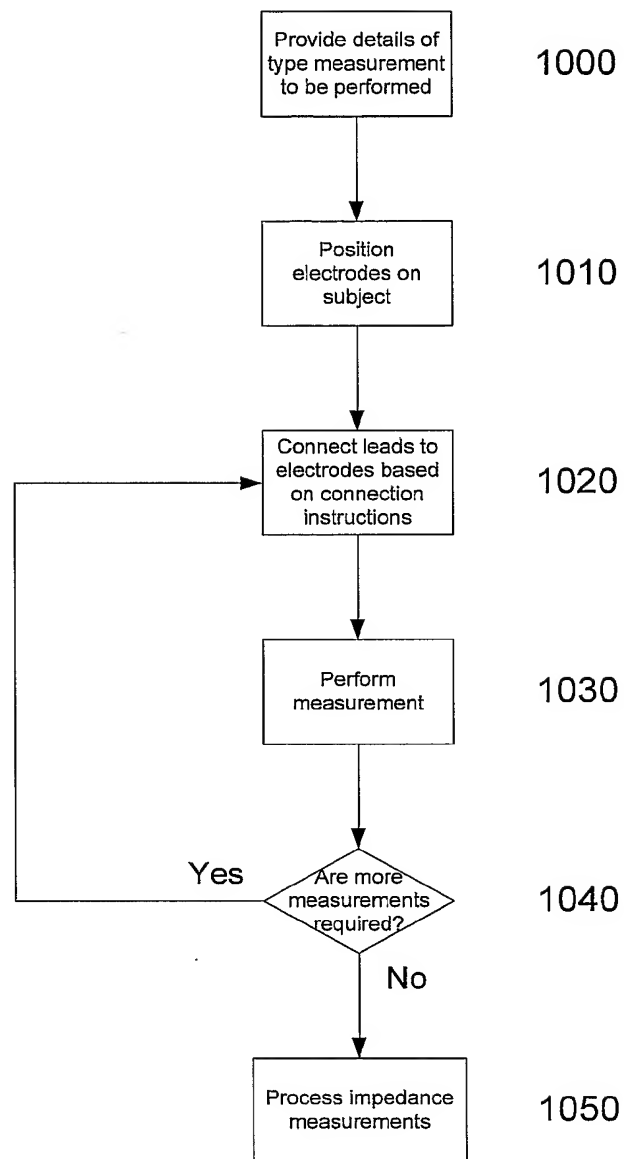 Provide details of
type measurement
to be performed
1000
Position
electrodes on
subject
1010
Connect leads to
electrodes based
on connection
instructions
1020
Perform
measurement
1030
Yes
Are more
measurements
required?
1040
No
Process impedance
measurements
1050